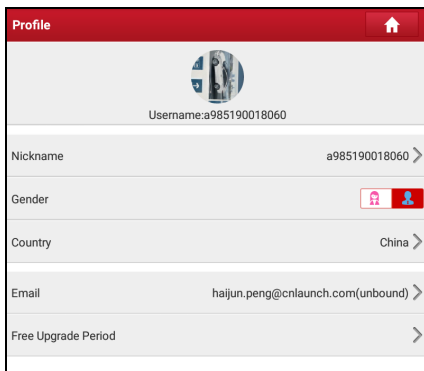 Profile
Username:a985190018060
Nickname a985190018060
Gender
Country China
Email haijun.peng@cnlaunch.com(unbound)
Free Upgrade Period